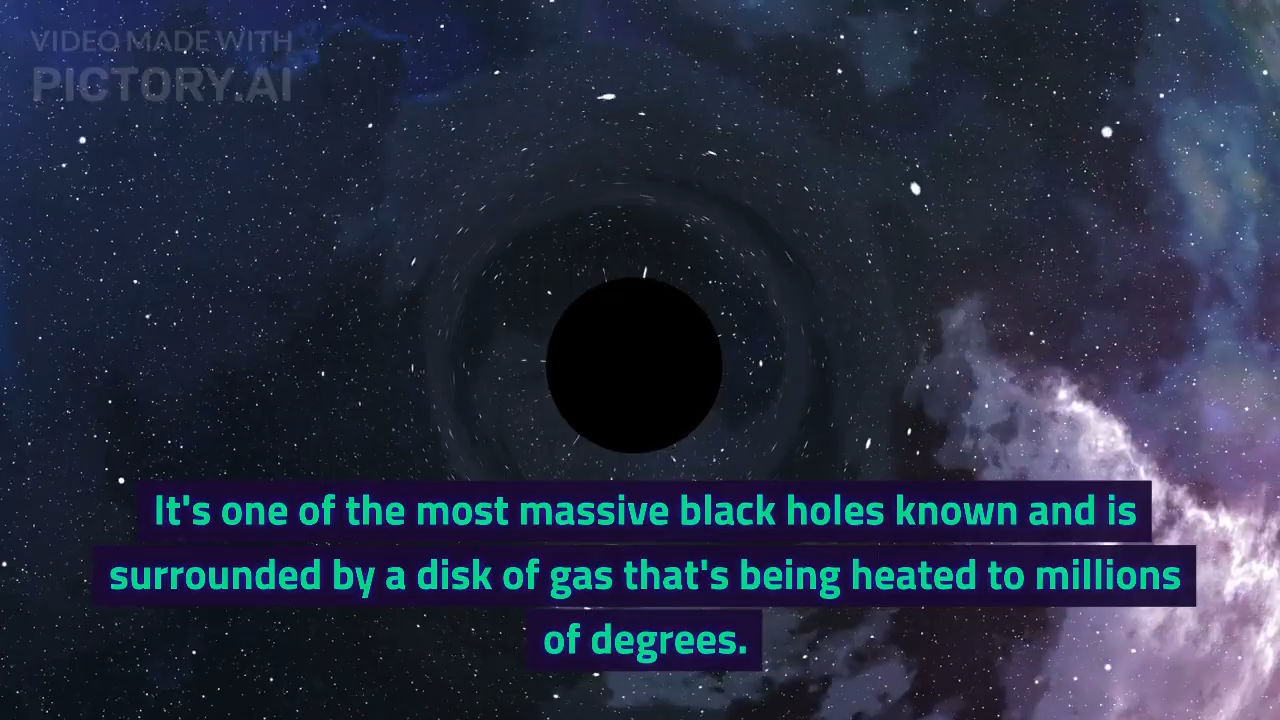 VIDEO MADE WITH
PICTORY.AI
It's one of the most massive black holes known and is
surrounded by a disk of gas that's being heated to millions
of degrees.